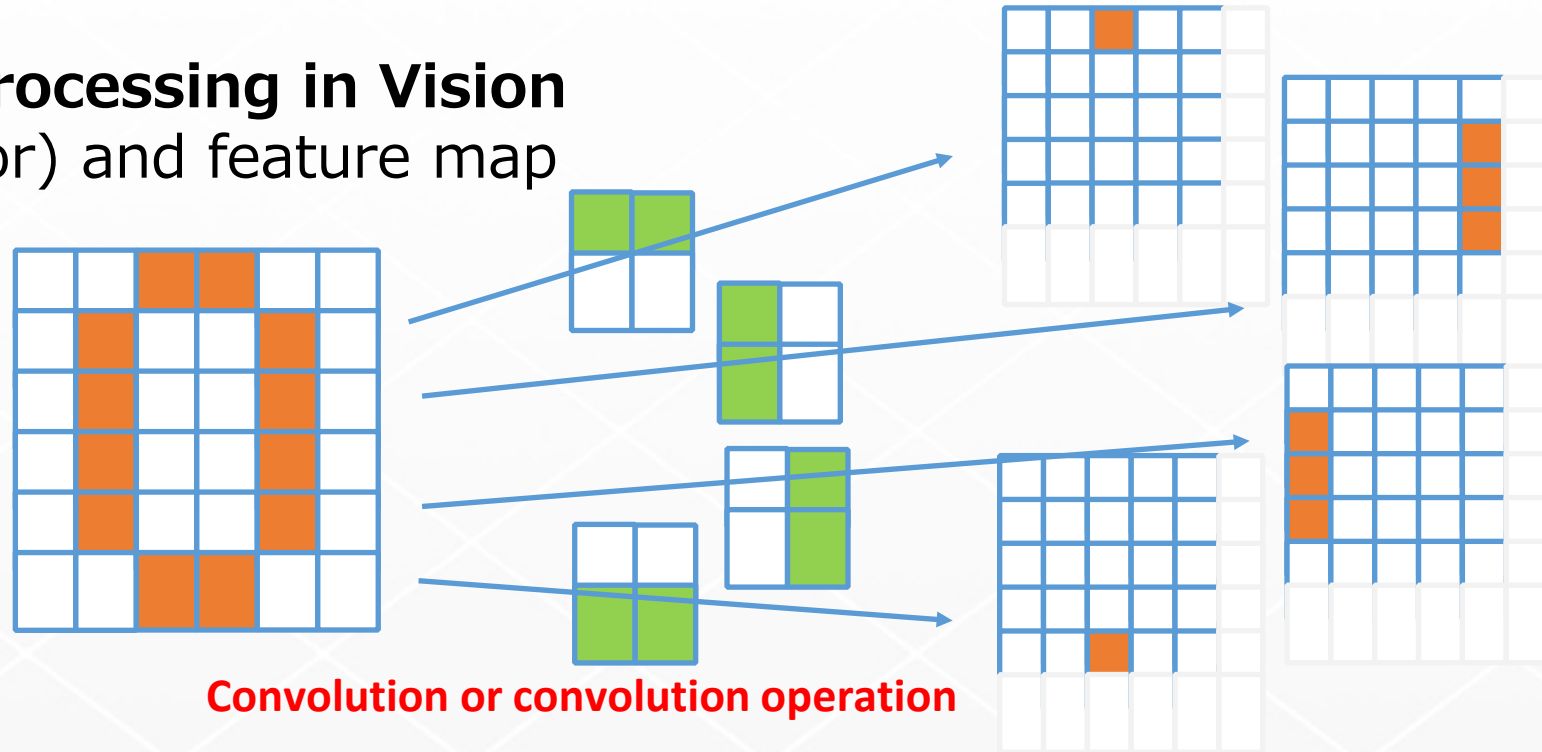 rocessing in Vision
or) and feature map
Convolution or convolution operation